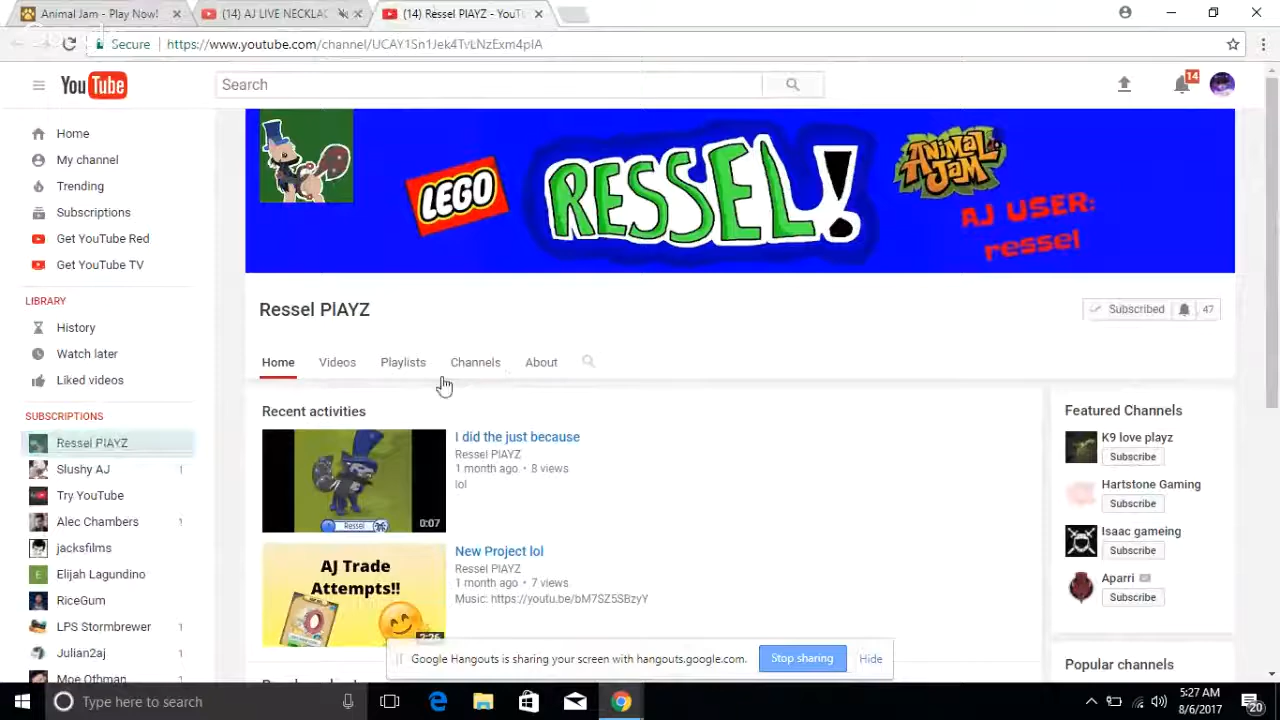 Animal Jam - Play Now!
(14) AJ LIVE NECKLAC
(14) Ressel PlAYZ - YouTu
Secure
https://www.youtube.com/channel/UCAY1Sn1Jek4TvLNzExm4pIA
YouTube
Search
14
LEGO
RESSEL!
ANIMAL JAM
AJ USER:
ressel
Home
My channel
Trending
Subscriptions
Get YouTube Red
Get YouTube TV
LIBRARY
History
Watch later
Liked videos
SUBSCRIPTIONS
Ressel PlAYZ
Slushy AJ 1
Try YouTube
Alec Chambers 1
jacksfilms
Elijah Lagundino
RiceGum
LPS Stormbrewer 1
Julian2aj 1
Moe Othman
Ressel PlAYZ
Subscribed 47
Home Videos Playlists Channels About
Recent activities
I did the just because
Ressel PlAYZ
1 month ago • 8 views
lol
Ressel
0:07
New Project lol
Ressel PlAYZ
1 month ago • 7 views
Music: https://youtu.be/bM7SZ5SBzyY
AJ Trade
Attempts!!
2:26
Featured Channels
K9 love playz
Subscribe
Hartstone Gaming
Subscribe
Isaac gameing
Subscribe
Aparri
Subscribe
Popular channels
Google Hangouts is sharing your screen with hangouts.google.com.
Stop sharing
Hide
Type here to search
5:27 AM
8/6/2017
20